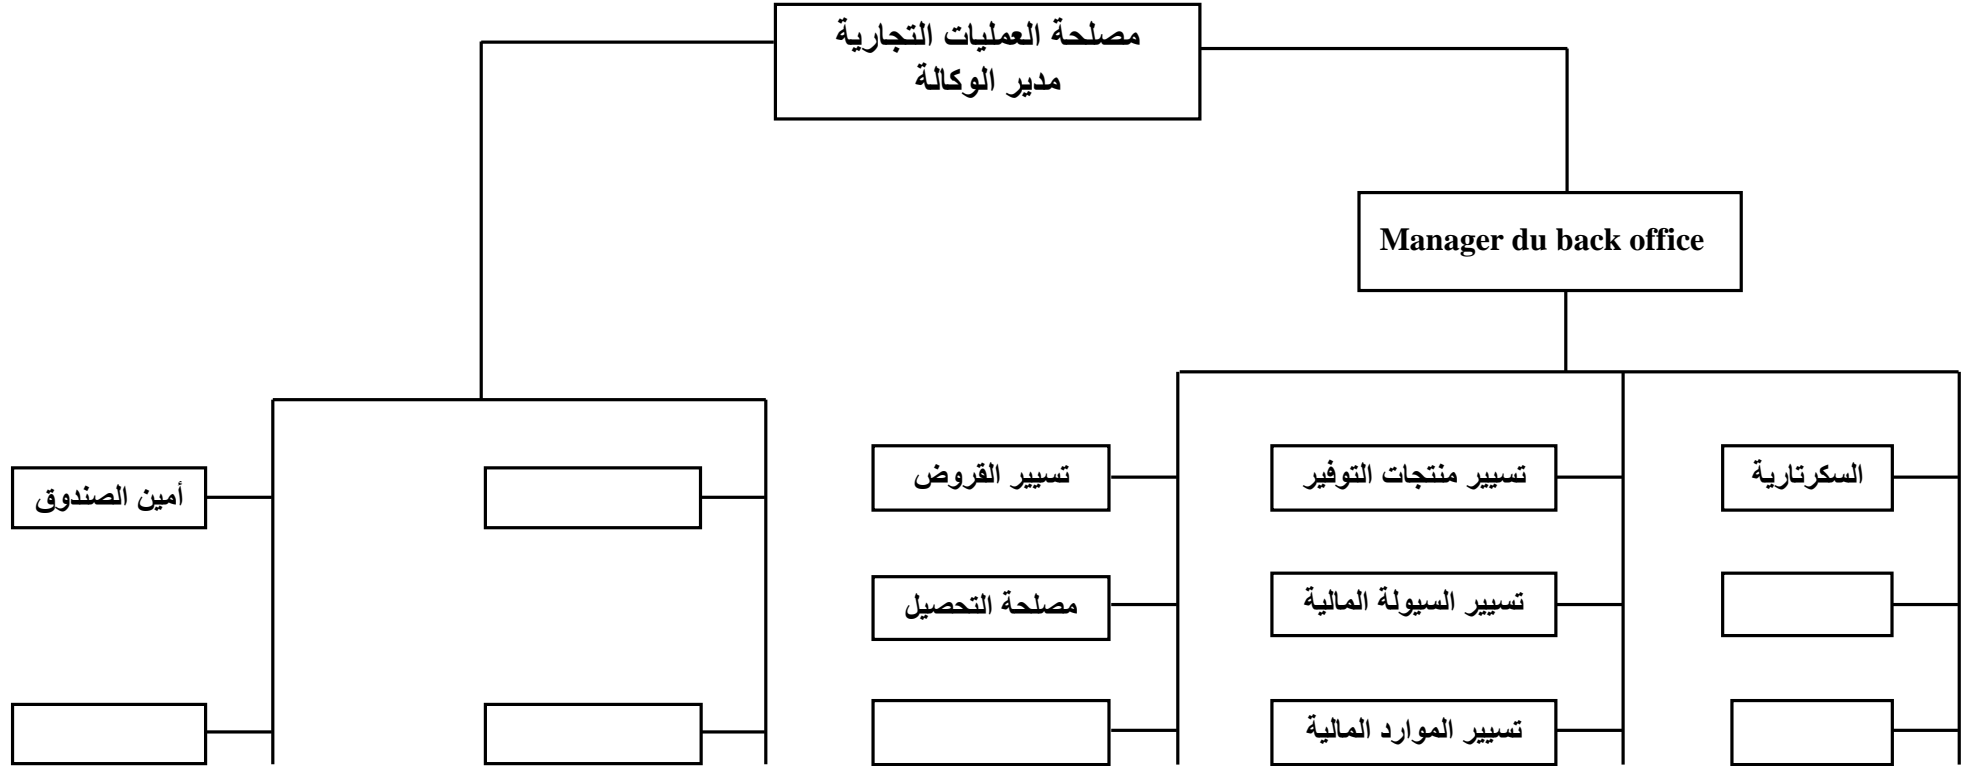 مصلحة العمليات التجارية
مدير الوكالة
Manager du back office
السكرتارية
تسيير منتجات التوفير
تسيير القروض
أمين الصندوق
تسيير السيولة المالية
مصلحة التحصيل
تسيير الموارد المالية